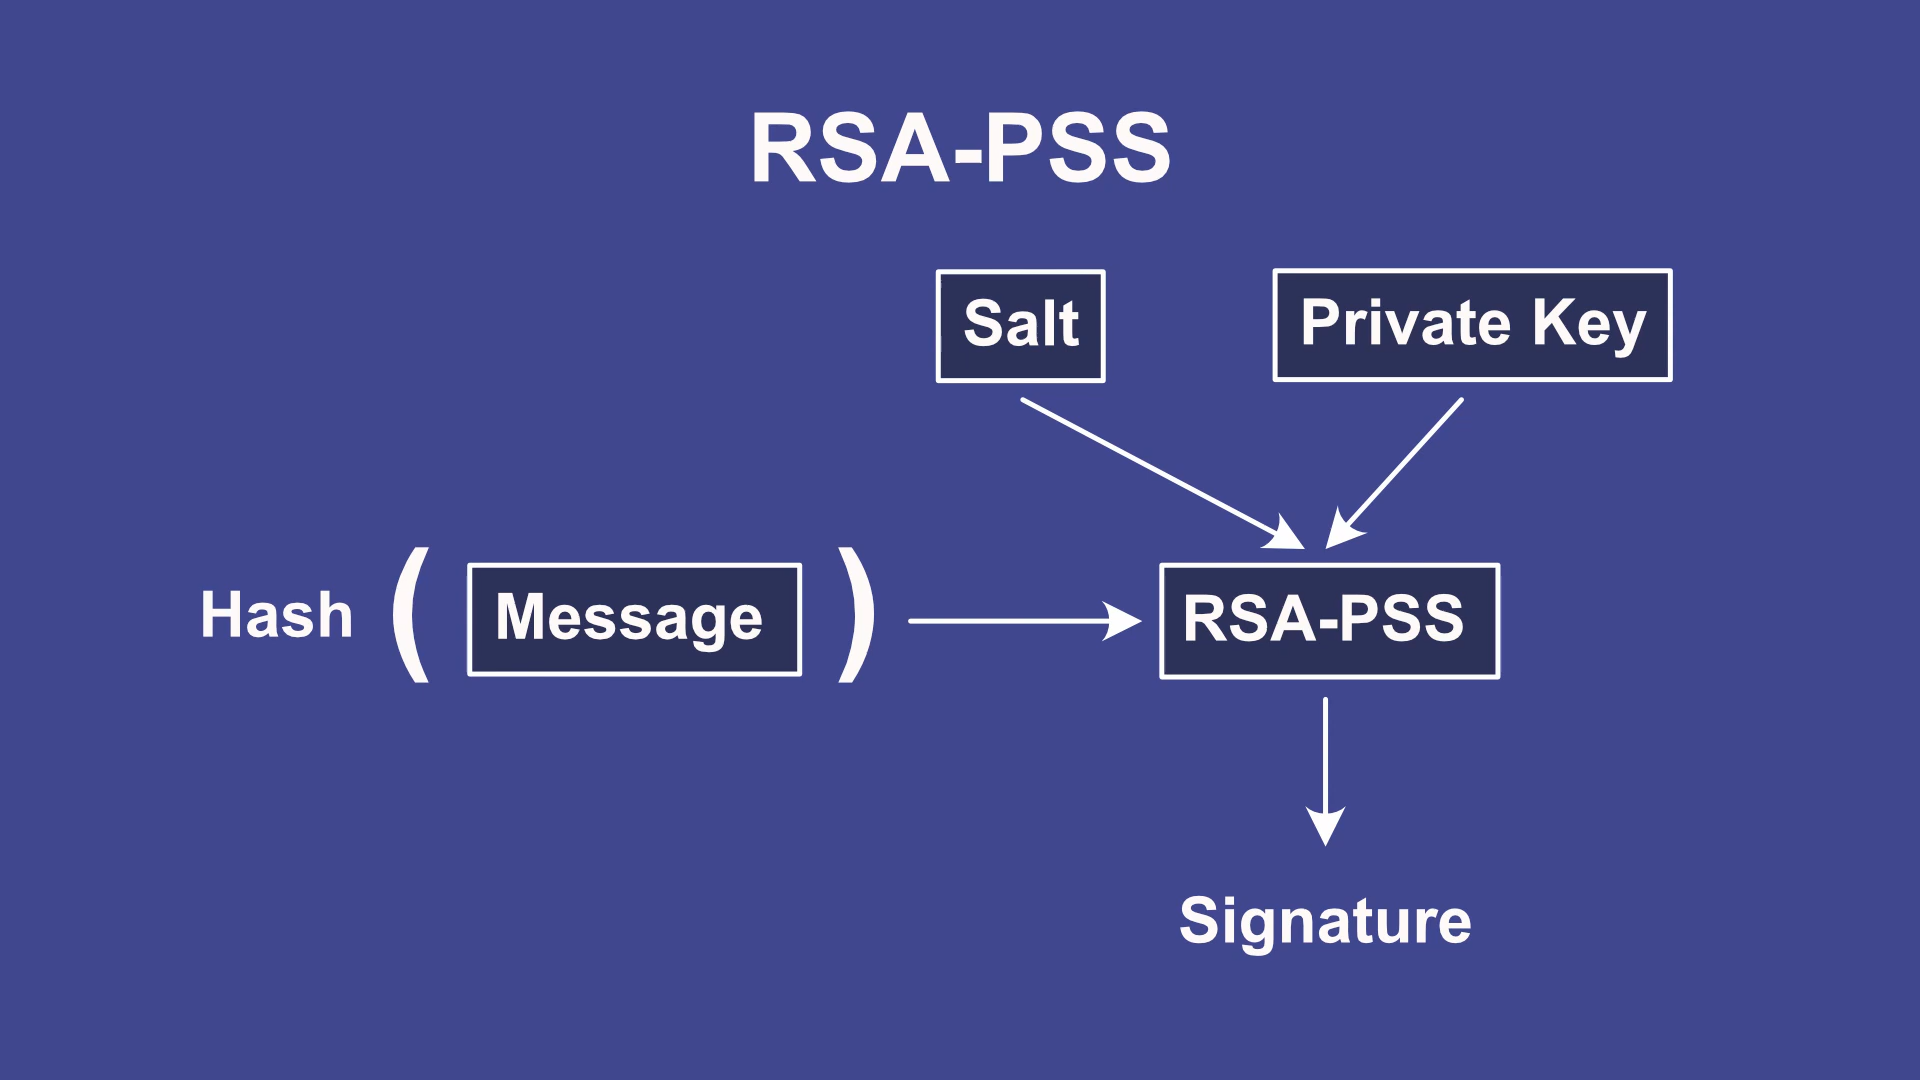 RSA-PSS
Salt
Private Key
Hash ( Message )
RSA-PSS
Signature